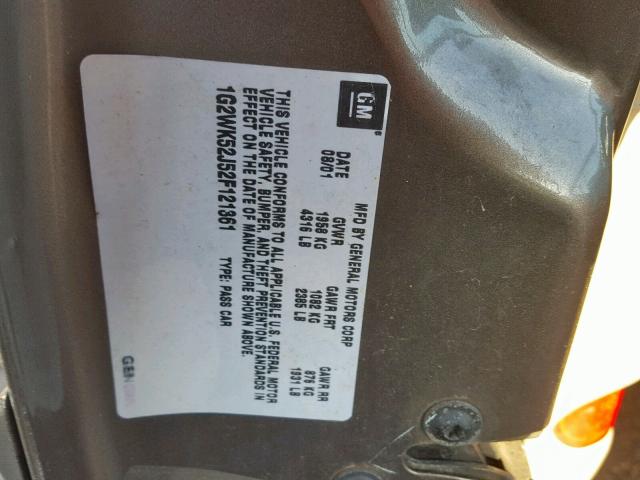 GM
MFD BY GENERAL MOTORS CORP
DATE GVWR GAWR FRT GAWR RR
08/01 1958 KG 1082 KG 876 KG
4316 LB 2385 LB 1931 LB
THIS VEHICLE CONFORMS TO ALL APPLICABLE U.S. FEDERAL MOTOR
VEHICLE SAFETY, BUMPER, AND THEFT PREVENTION STANDARDS IN
EFFECT ON THE DATE OF MANUFACTURE SHOWN ABOVE.
1G2WK52J52F121361 TYPE: PASS CAR